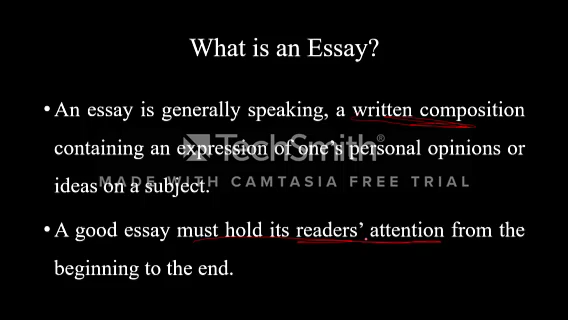 What is an Essay?
• An essay is generally speaking, a written composition
containing an expression of one's personal opinions or
TechSmith®
ideas on a subject.
MADE WITH CAMTASIA FREE TRIAL
• A good essay must hold its readers' attention from the
beginning to the end.